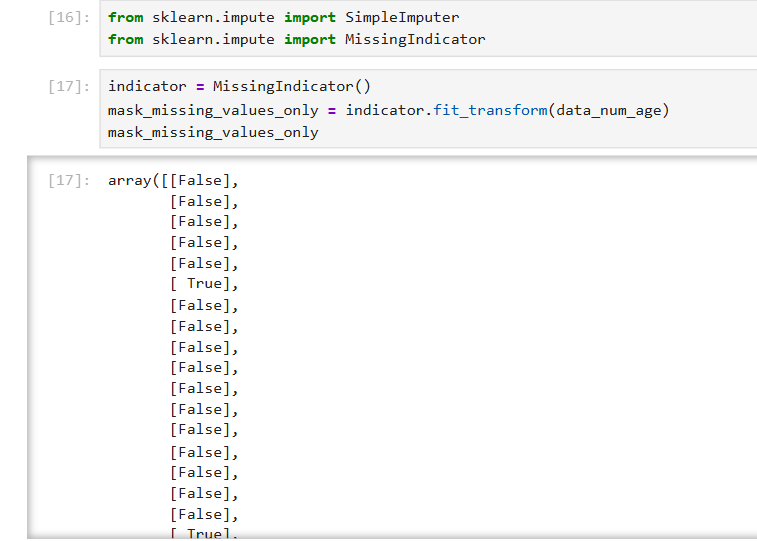 [16]: from sklearn.impute import SimpleImputer
from sklearn.impute import MissingIndicator
[17]: indicator = MissingIndicator()
mask_missing_values_only = indicator.fit_transform(data_num_age)
mask_missing_values_only
[17]: array([[False],
[False],
[False],
[False],
[False],
[ True],
[False],
[False],
[False],
[False],
[False],
[False],
[False],
[False],
[False],
[False],
[False],
[ True],